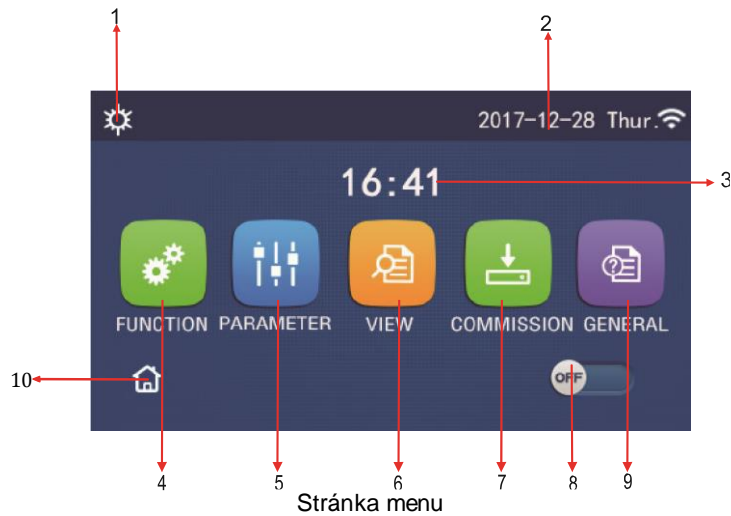 1 2
2017-12-28 Thur.
16:41 3
FUNCTION PARAMETER VIEW COMMISSION GENERAL
10 OFF
4 5 6 7 8 9
Stránka menu